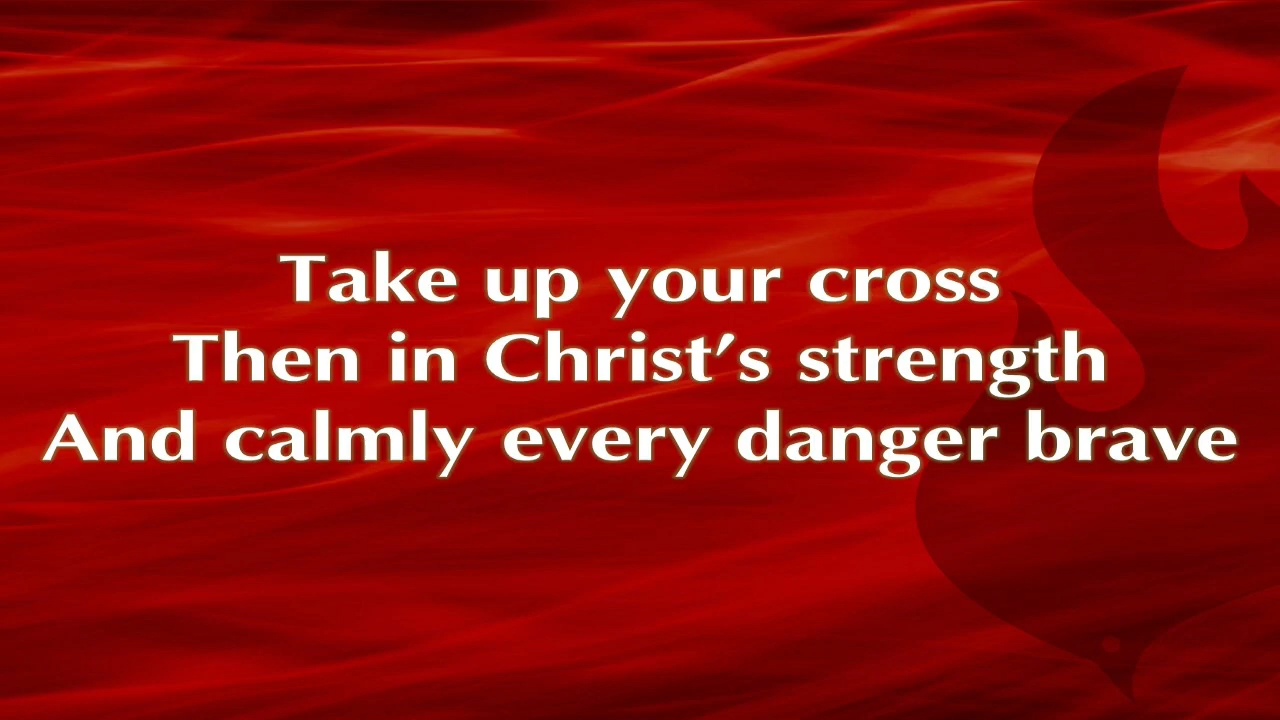 Take up your cross
Then in Christ’s strength
And calmly every danger brave